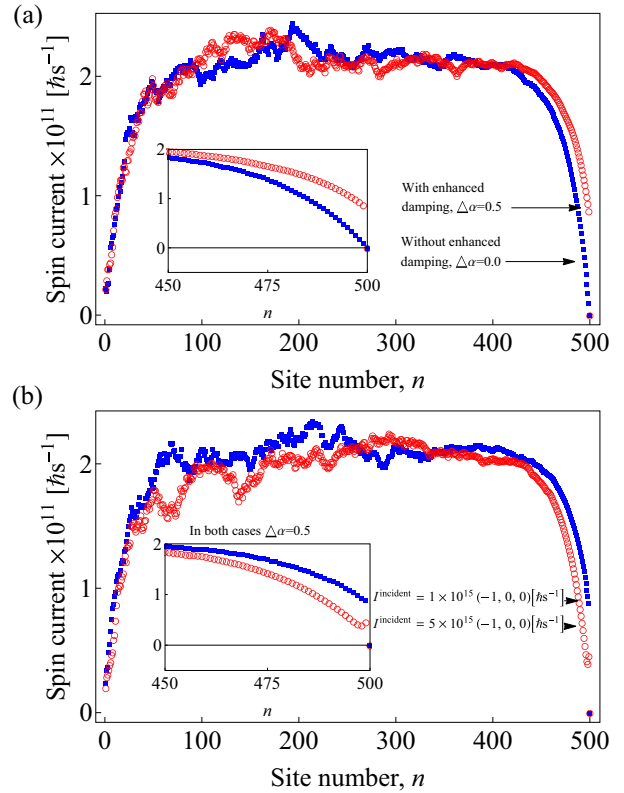 (a)
Spin current ×10¹¹ [ℏs⁻¹]
2
1
0
2
1
0
450
475
500
n
With enhanced
damping, △α=0.5
Without enhanced
damping, △α=0.0
0
100
200
300
400
500
Site number, n
(b)
Spin current ×10¹¹ [ℏs⁻¹]
2
1
0
In both cases △α=0.5
2
1
0
450
475
500
n
I^incident = 1 × 10¹⁵ (−1, 0, 0)[ℏs⁻¹]
I^incident = 5 × 10¹⁵ (−1, 0, 0)[ℏs⁻¹]
0
100
200
300
400
500
Site number, n